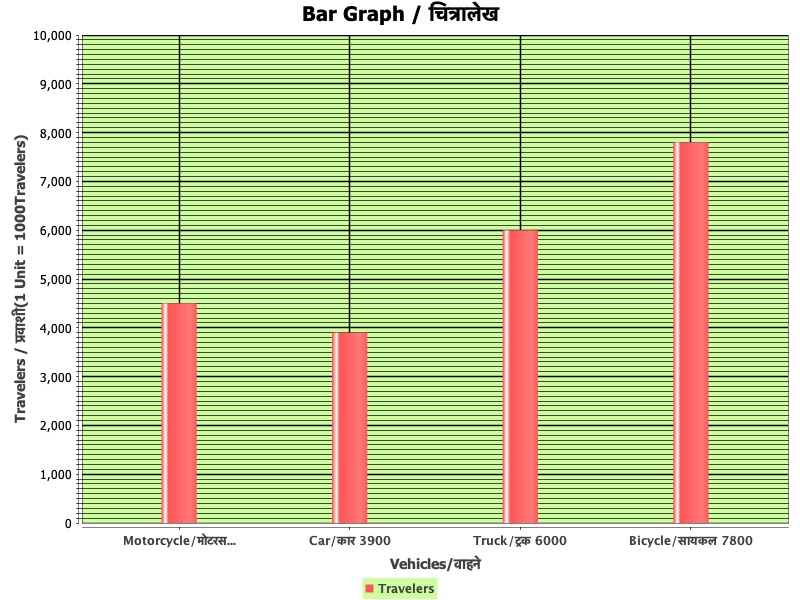 Bar Graph / चित्रालेख
Travelers / प्रवाशी(1 Unit = 1000Travelers)
10,000
9,000
8,000
7,000
6,000
5,000
4,000
3,000
2,000
1,000
0
Motorcycle/मोटरस... Car/कार 3900 Truck/ट्रक 6000 Bicycle/सायकल 7800
Vehicles/वाहने
Travelers